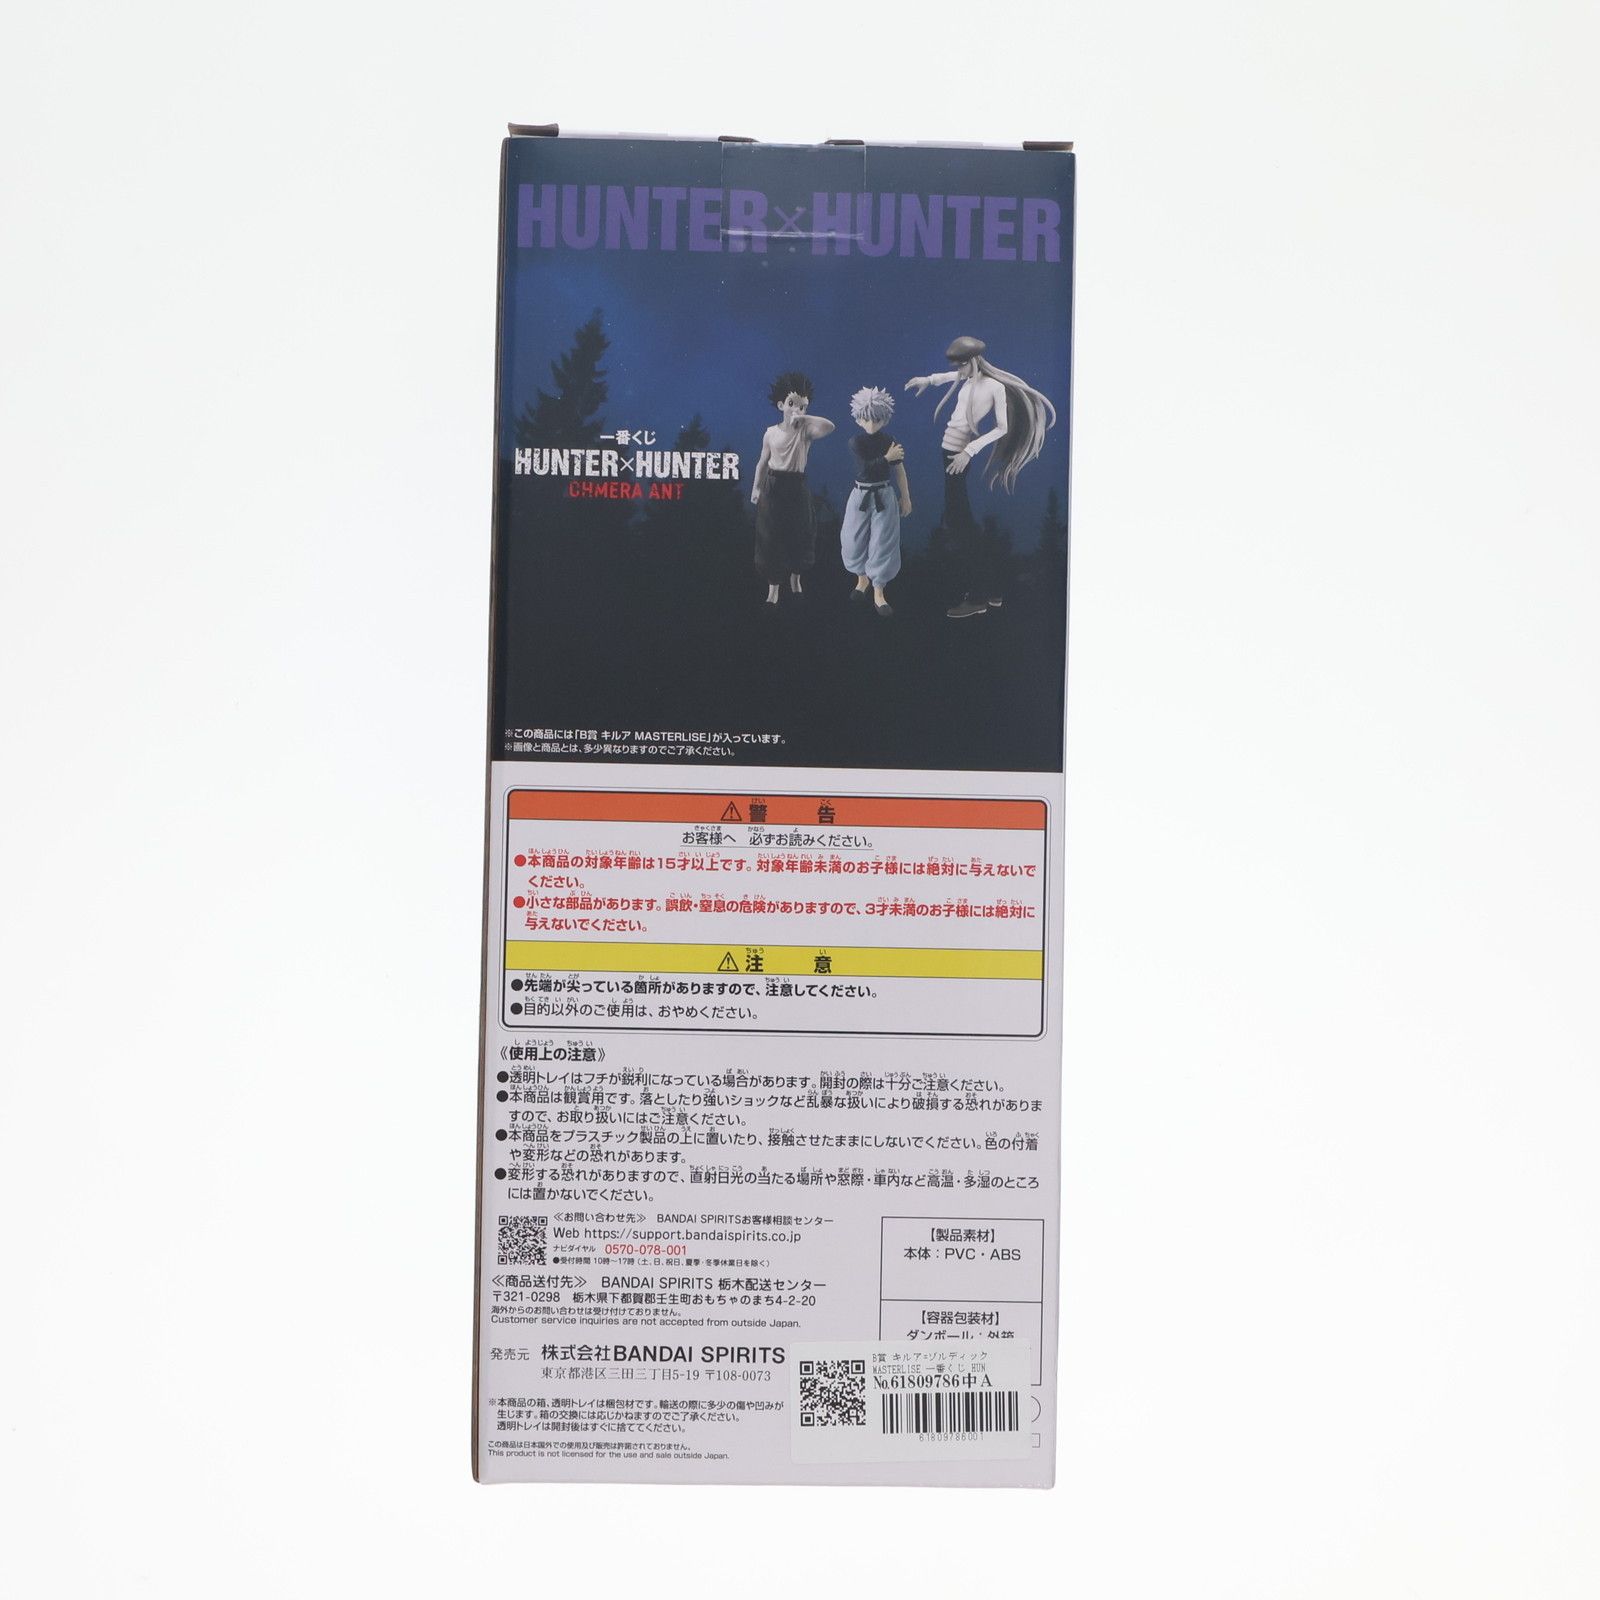 HUNTER×HUNTER
一番くじ
HUNTER×HUNTER
CHMERA ANT
※この商品には「B賞 キルア MASTERLISE」が入っています。
※画像と商品とは、多少異なりますのでご了承ください。
⚠警告
お客様へ 必ずお読みください。
●本商品の対象年齢は15才以上です。対象年齢未満のお子様には絶対に与えないで
ください。
●小さな部品があります。誤飲・窒息の危険がありますので、3才未満のお子様には絶対に
与えないでください。
⚠注意
●先端が尖っている箇所がありますので、注意してください。
●目的以外のご使用は、おやめください。
《使用上の注意》
●透明トレイはフチが鋭利になっている場合があります。開封の際は十分ご注意ください。
●本商品は観賞用です。落としたり強いショックなど乱暴な扱いにより破損する恐れがありま
すので、お取り扱いにはご注意ください。
●本商品をプラスチック製品の上に置いたり、接触させたままにしないでください。色の付着
や変形などの恐れがあります。
●変形する恐れがありますので、直射日光の当たる場所や窓際・車内など高温・多湿のところ
には置かないでください。
≪お問い合わせ先≫ BANDAI SPIRITSお客様相談センター
Web https://support.bandaispirits.co.jp
ナビダイヤル 0570-078-001
●受付時間 10時〜17時(土、日、祝日、夏季・冬季休業日を除く)
≪商品送付先≫ BANDAI SPIRITS 栃木配送センター
〒321-0298 栃木県下都賀郡壬生町おもちゃのまち4-2-20
海外からのお問い合わせは受け付けておりません。
Customer service inquiries are not accepted from outside Japan.
発売元 株式会社BANDAI SPIRITS
東京都港区三田三丁目5-19 〒108-0073
※本商品の箱、透明トレイは梱包材です。輸送の際に多少の傷や凹みが
生じます。箱の交換には応じかねますのでご了承ください。
透明トレイは開封後はすぐに捨ててください。
この商品は日本国外での使用及び販売は許諾されておりません。
This product is not licensed for the use and sale outside Japan.
【製品素材】
本体:PVC・ABS
【容器包装材】
ダンボール:外箱
B賞 キルア=ゾルディック
MASTERLISE 一番くじ HUN
No.61809786中A
61809786001